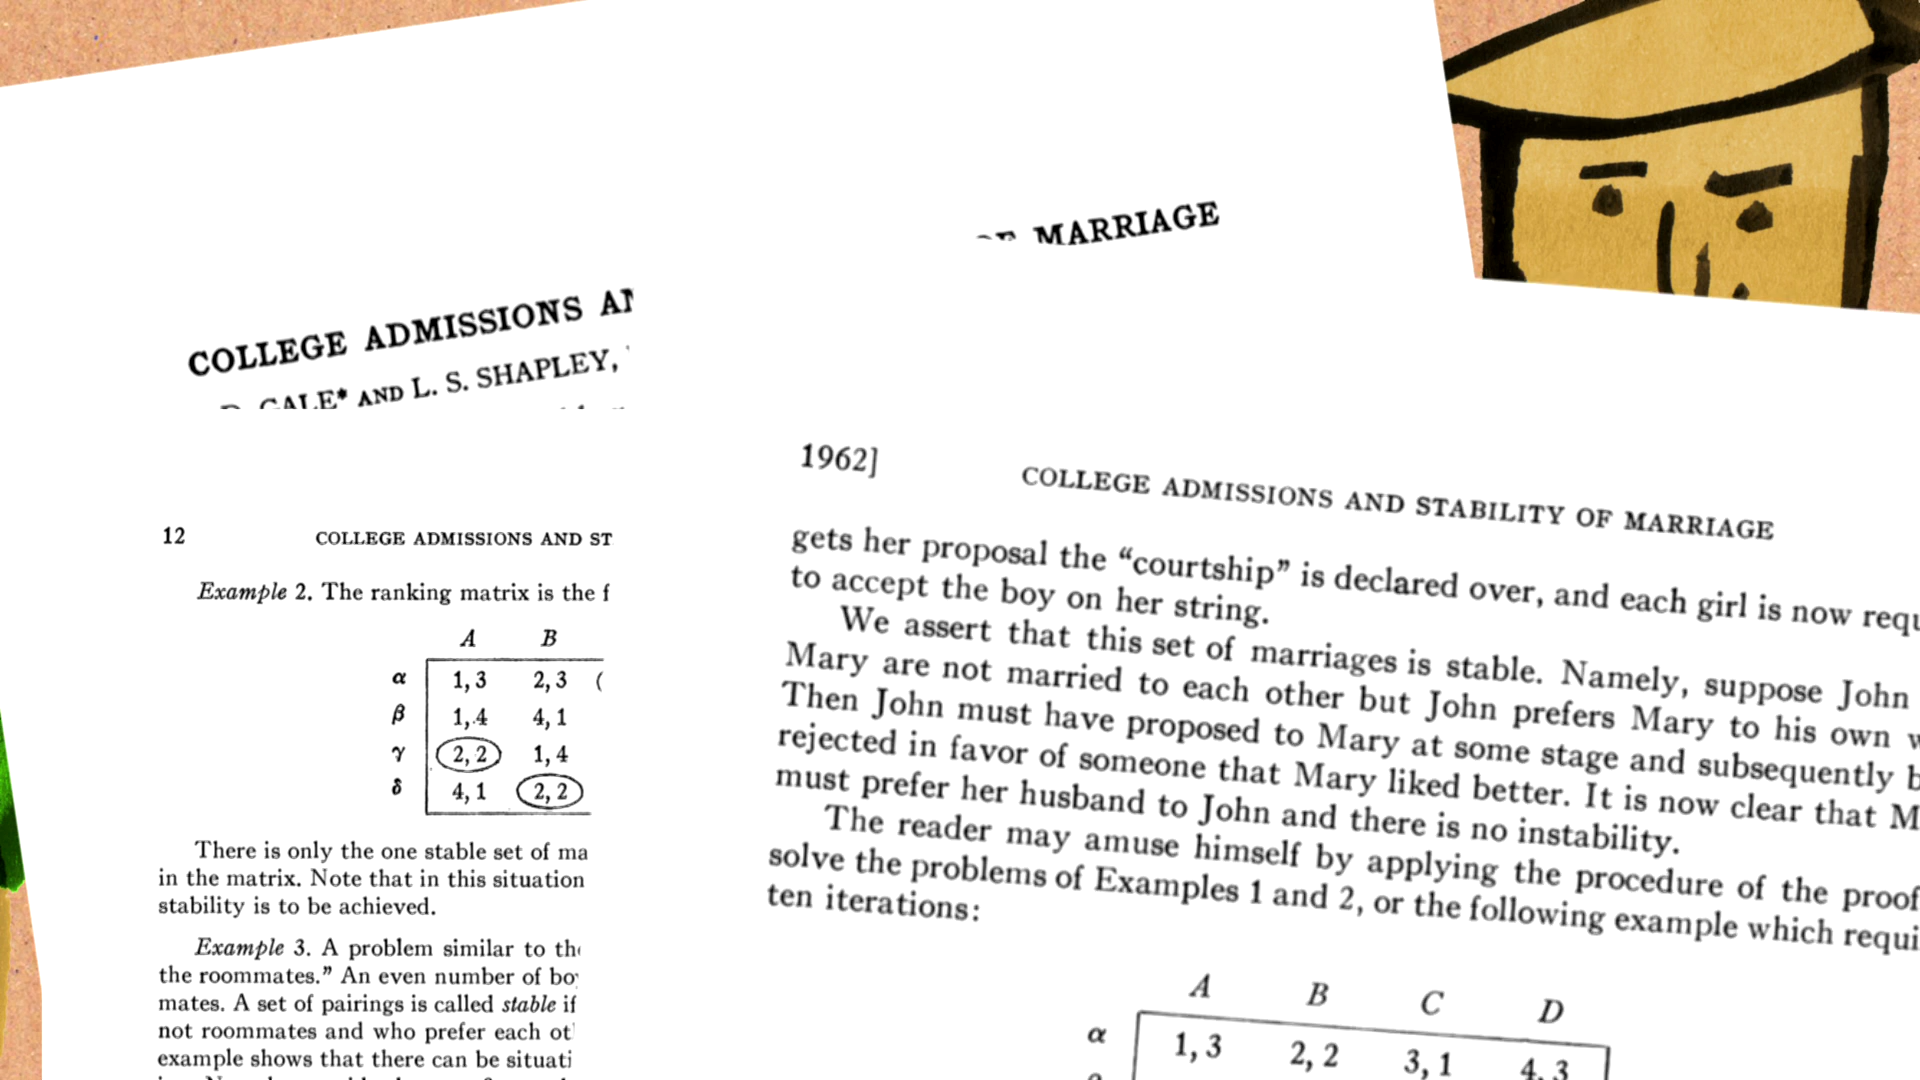 MARRIAGE
COLLEGE ADMISSIONS
GALE* AND L. S. SHAPLEY,
12 COLLEGE ADMISSIONS AND ST
Example 2. The ranking matrix is the f
A B
α 1, 3 2, 3 (
β 1, 4 4, 1
γ 2, 2 1, 4
δ 4, 1 2, 2
There is only the one stable set of ma
in the matrix. Note that in this situation
stability is to be achieved.
Example 3. A problem similar to the
the roommates.” An even number of boy
mates. A set of pairings is called stable if
not roommates and who prefer each ot
example shows that there can be situati
1962] COLLEGE ADMISSIONS AND STABILITY OF MARRIAGE
gets her proposal the “courtship” is declared over, and each girl is now requ
to accept the boy on her string.
We assert that this set of marriages is stable. Namely, suppose John
Mary are not married to each other but John prefers Mary to his own w
Then John must have proposed to Mary at some stage and subsequently b
rejected in favor of someone that Mary liked better. It is now clear that M
must prefer her husband to John and there is no instability.
The reader may amuse himself by applying the procedure of the proof
solve the problems of Examples 1 and 2, or the following example which requi
ten iterations:
A B C D
α 1, 3 2, 2 3, 1 4, 3